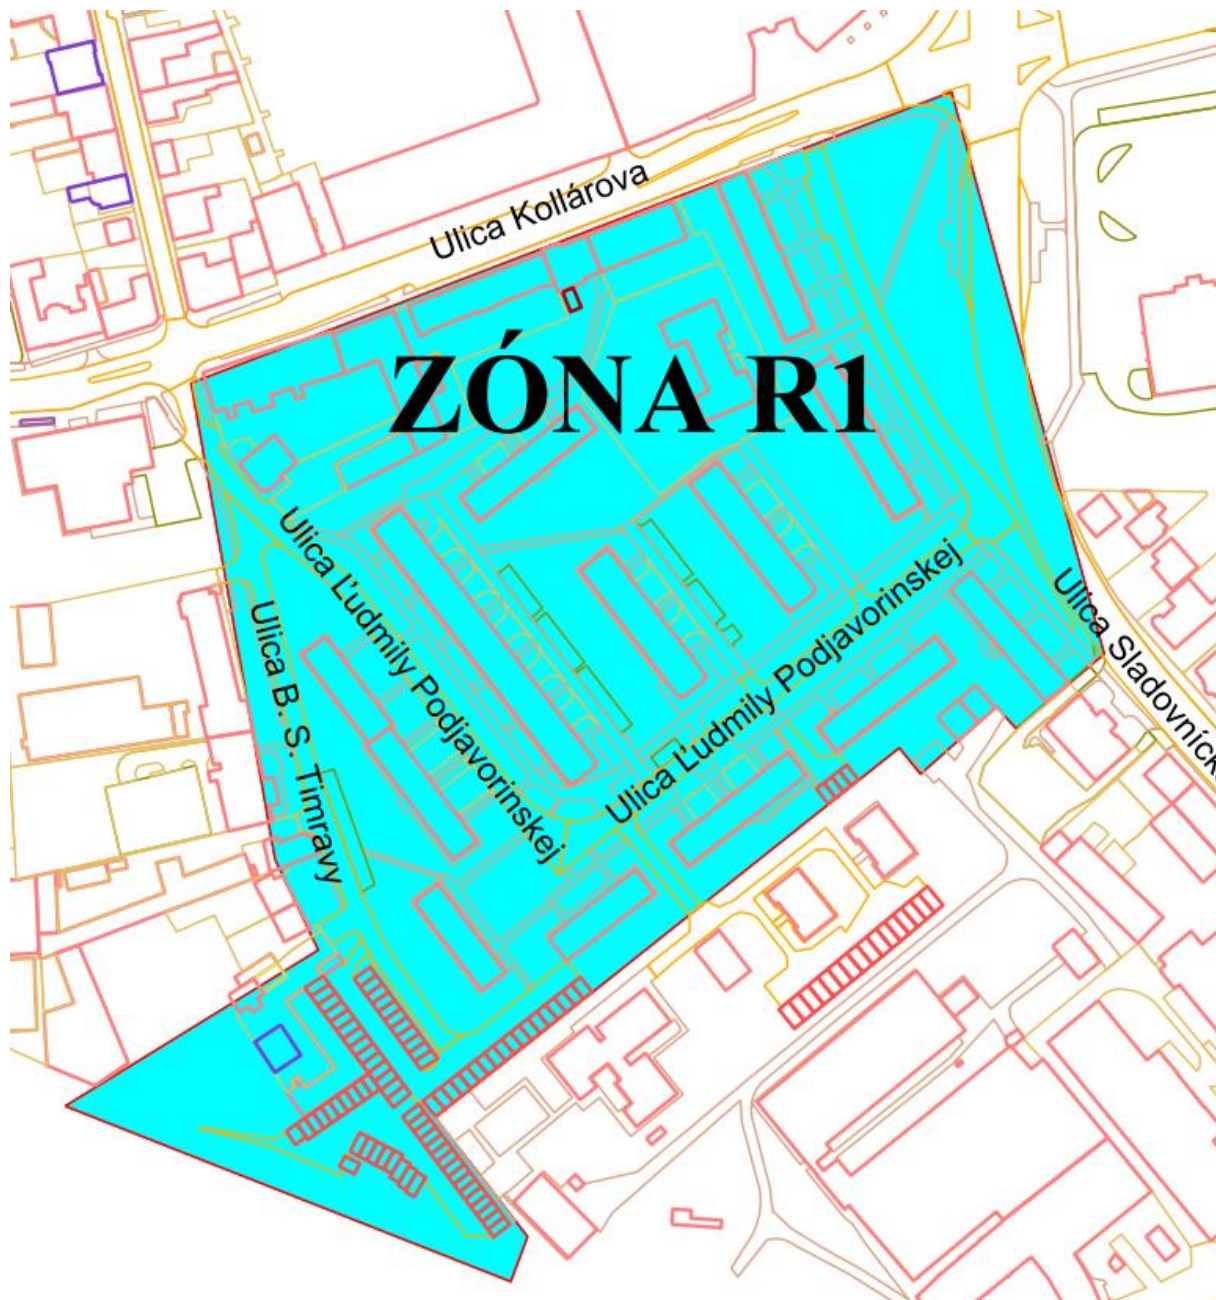 Ulica Kollárova
ZÓNA R1
Ulica Ľudmily Podjavorinskej
Ulica B. S. Timravy
Ulica Ľudmily Podjavorinskej
Ulica Sladovnícka